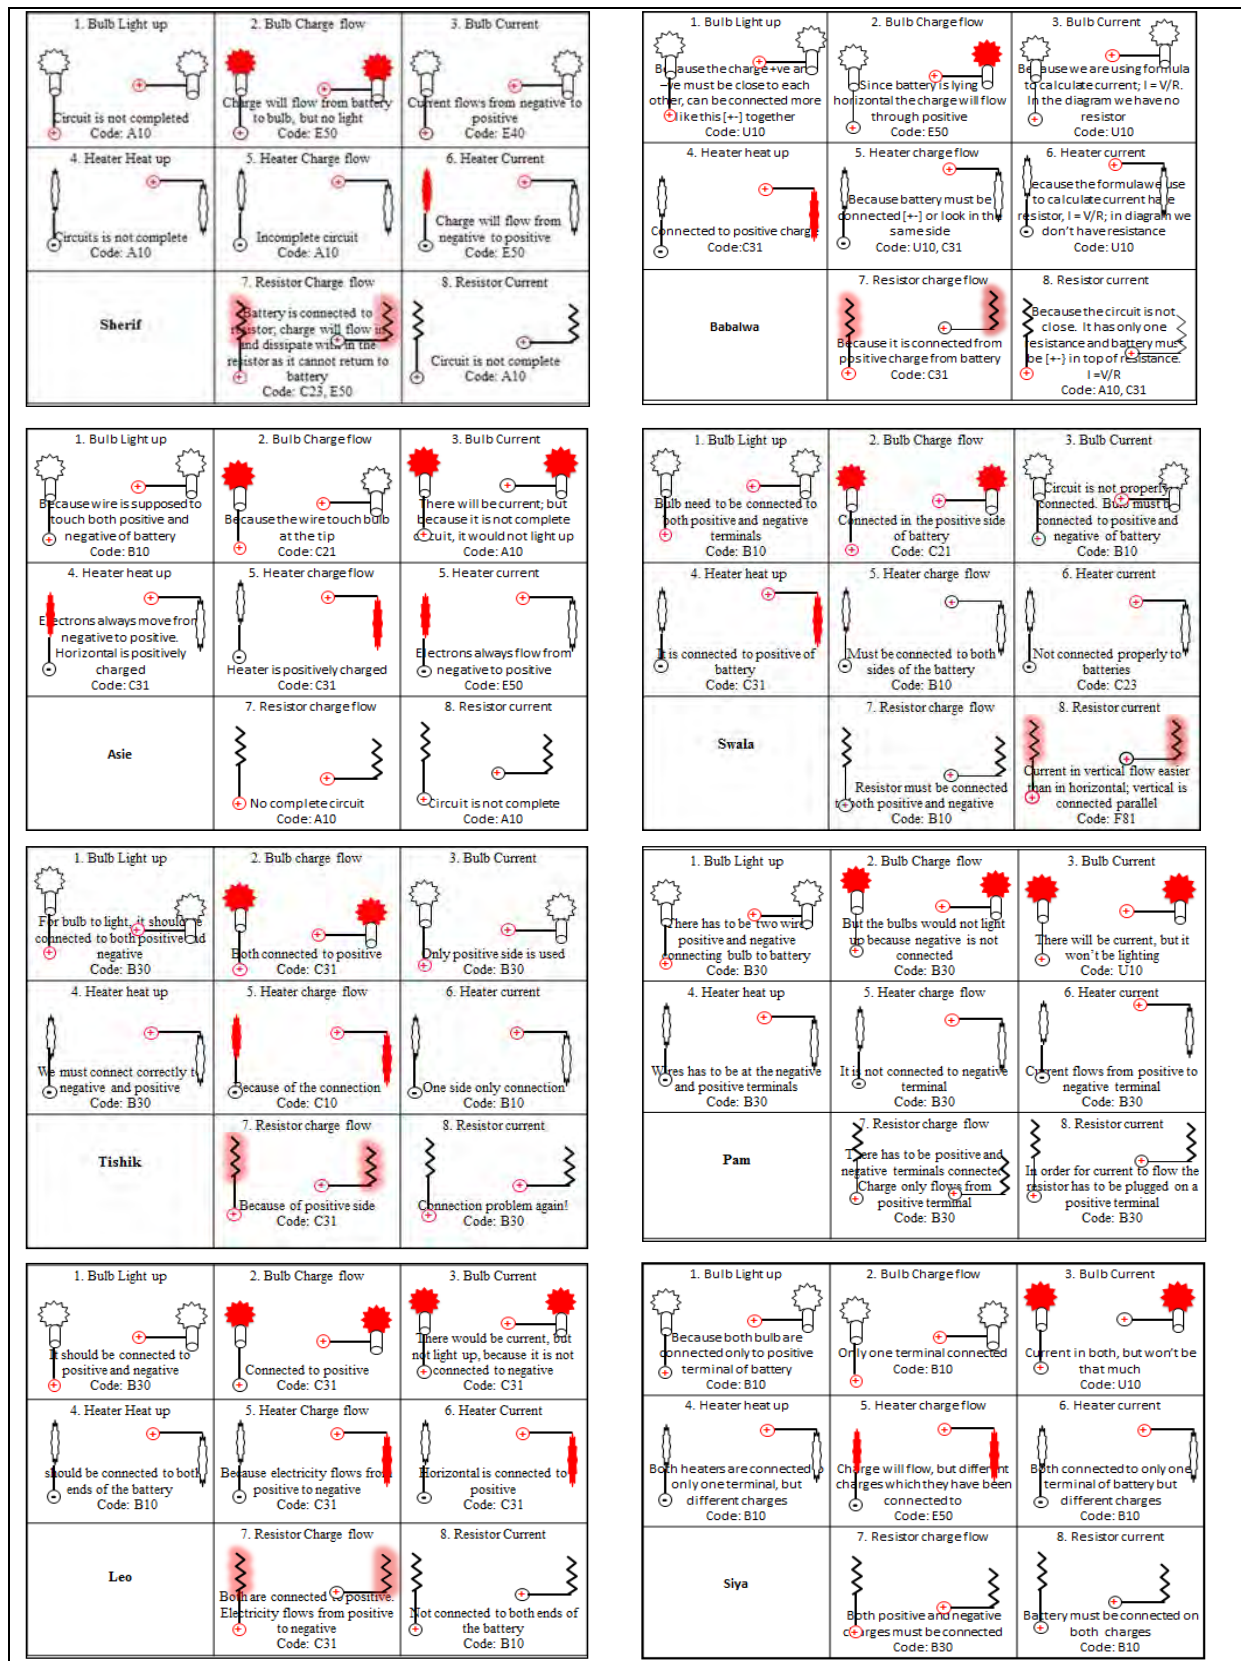 1. Bulb Light up
Circuit is not completed
Code: A10
2. Bulb Charge flow
Charge will flow from battery
to bulb, but no light
Code: E50
3. Bulb Current
Current flows from negative to
positive
Code: E40
4. Heater Heat up
Circuits is not complete
Code: A10
5. Heater Charge flow
Incomplete circuit
Code: A10
6. Heater Current
Charge will flow from
negative to positive
Code: E50
Sherif
7. Resistor Charge flow
Battery is connected to
resistor; charge will flow in
and dissipate with in the
resistor as it cannot return to
battery
Code: C23, E50
8. Resistor Current
Circuit is not complete
Code: A10
1. Bulb Light up
Because the charge +ve and
–ve must be close to each
other, can be connected more
like this [+-] together
Code: U10
2. Bulb Charge flow
Since battery is lying
horizontal the charge will flow
through positive
Code: E50
3. Bulb Current
Because we are using formula
to calculate current; I = V/R.
In the diagram we have no
resistor
Code: U10
4. Heater heat up
Connected to positive charge
Code:C31
5. Heater charge flow
Because battery must be
connected [+-] or look in the
same side
Code: U10, C31
6. Heater current
Because the formula we use
to calculate current have
resistor, I = V/R; in diagram we
don't have resistance
Code: U10
Babalwa
7. Resistor charge flow
Because it is connected from
positive charge from battery
Code: C31
8. Resistor Current
Because the circuit is not
close. It has only one
resistance and battery must
be [+-] in top of resistance.
I =V/R
Code: A10, C31
1. Bulb Light up
Because wire is supposed to
touch both positive and
negative of battery
Code: B10
2. Bulb Charge flow
Because the wire touch bulb
at the tip
Code: C21
3. Bulb Current
There will be current; but
because it is not complete
circuit, it would not light up
Code: A10
4. Heater heat up
Electrons always move from
negative to positive.
Horizontal is positively
charged
Code: C31
5. Heater charge flow
Heater is positively charged
Code: C31
5. Heater current
Electrons always flow from
negative to positive
Code: E50
Asie
7. Resistor charge flow
No complete circuit
Code: A10
8. Resistor current
Circuit is not complete
Code: A10
1. Bulb Light up
Bulb need to be connected to
both positive and negative
terminals
Code: B10
2. Bulb Charge flow
Connected in the positive side
of battery
Code: C21
3. Bulb Current
Circuit is not properly
connected. Bulb must be
connected to positive and
negative of battery
Code: B10
4. Heater heat up
It is connected to positive of
battery
Code: C31
5. Heater charge flow
Must be connected to both
sides of the battery
Code: B10
6. Heater current
Not connected properly to
batteries
Code: C23
Swala
7. Resistor charge flow
Resistor must be connected
to both positive and negative
Code: B10
8. Resistor current
Current in vertical flow easier
than in horizontal; vertical is
connected parallel
Code: F81
1. Bulb Light up
For bulb to light, it should be
connected to both positive and
negative
Code: B30
2. Bulb charge flow
Both connected to positive
Code: C31
3. Bulb Current
Only positive side is used
Code: B30
4. Heater heat up
We must connect correctly to
negative and positive
Code: B30
5. Heater charge flow
Because of the connection
Code: C10
6. Heater current
One side only connection
Code: B10
Tishik
7. Resistor charge flow
Because of positive side
Code: C31
8. Resistor current
Connection problem again!
Code: B30
1. Bulb Light up
There has to be two wire
positive and negative
connecting bulb to battery
Code: B30
2. Bulb Charge flow
But the bulbs would not light
up because negative is not
connected
Code: B30
3. Bulb Current
There will be current, but it
won't be lighting
Code: U10
4. Heater heat up
Wires has to be at the negative
and positive terminals
Code: B30
5. Heater charge flow
It is not connected to negative
terminal
Code: B30
6. Heater current
Current flows from positive to
negative terminal
Code: B30
Pam
7. Resistor charge flow
There has to be positive and
negative terminals connected
Charge only flows from
positive terminal
Code: B30
8. Resistor current
In order for current to flow the
resistor has to be plugged on a
positive terminal
Code: B30
1. Bulb Light up
It should be connected to
positive and negative
Code: B30
2. Bulb Charge flow
Connected to positive
Code: C31
3. Bulb Current
There would be current, but
not light up, because it is not
connected to negative
Code: C31
4. Heater Heat up
should be connected to both
ends of the battery
Code: B10
5. Heater Charge flow
Because electricity flows from
positive to negative
Code: C31
6. Heater Current
Horizontal is connected to
positive
Code: C31
Leo
7. Resistor Charge flow
Both are connected to positive.
Electricity flows from positive
to negative
Code: C31
8. Resistor Current
Not connected to both ends of
the battery
Code: B10
1. Bulb Light up
Because both bulb are
connected only to positive
terminal of battery
Code: B10
2. Bulb Charge flow
Only one terminal connected
Code: B10
3. Bulb Current
Current in both, but won't be
that much
Code: U10
4. Heater heat up
Both heaters are connected to
only one terminal, but
different charges
Code: B10
5. Heater charge flow
Charge will flow, but different
charges which they have been
connected to
Code: E50
6. Heater current
Both connected to only one
terminal of battery but
different charges
Code: B10
Siya
7. Resistor charge flow
Both positive and negative
charges must be connected
Code: B30
8. Resistor current
Battery must be connected on
both charges
Code: B10